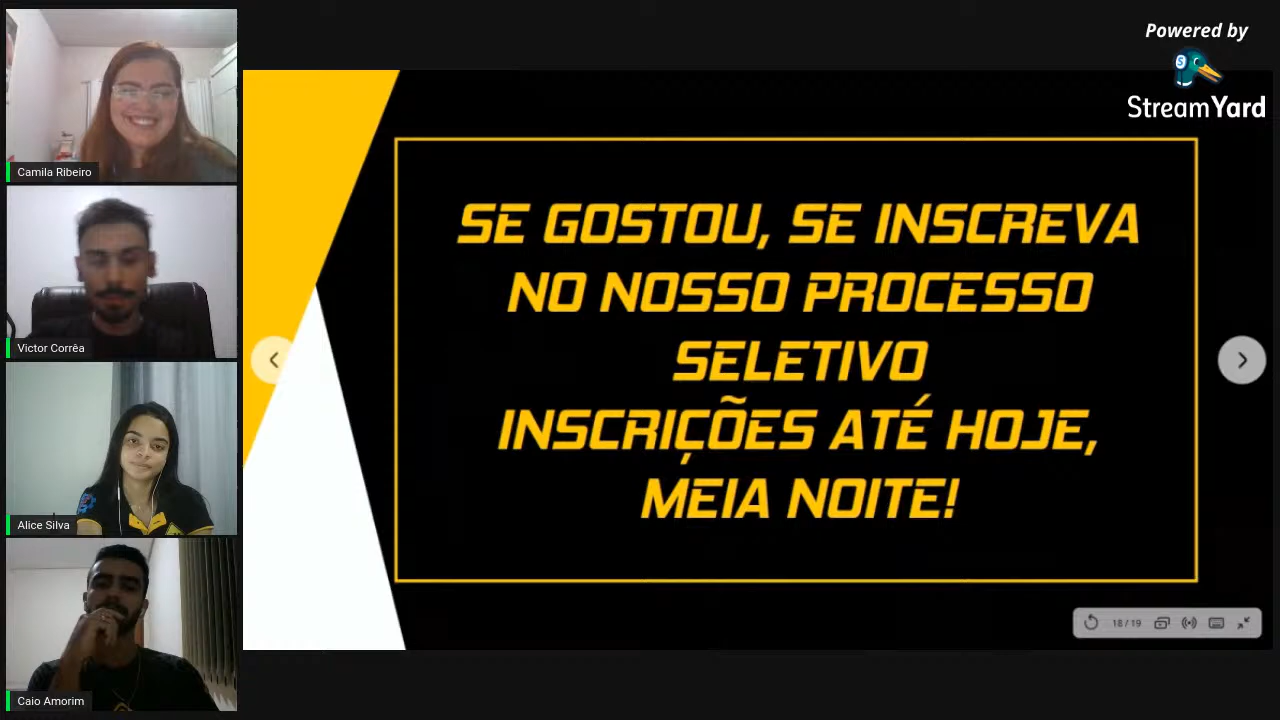 Powered by
StreamYard
Camila Ribeiro
Victor Corrêa
Alice Silva
Caio Amorim
SE GOSTOU, SE INSCREVA
NO NOSSO PROCESSO
SELETIVO
INSCRIÇÕES ATÉ HOJE,
MEIA NOITE!
18 / 19